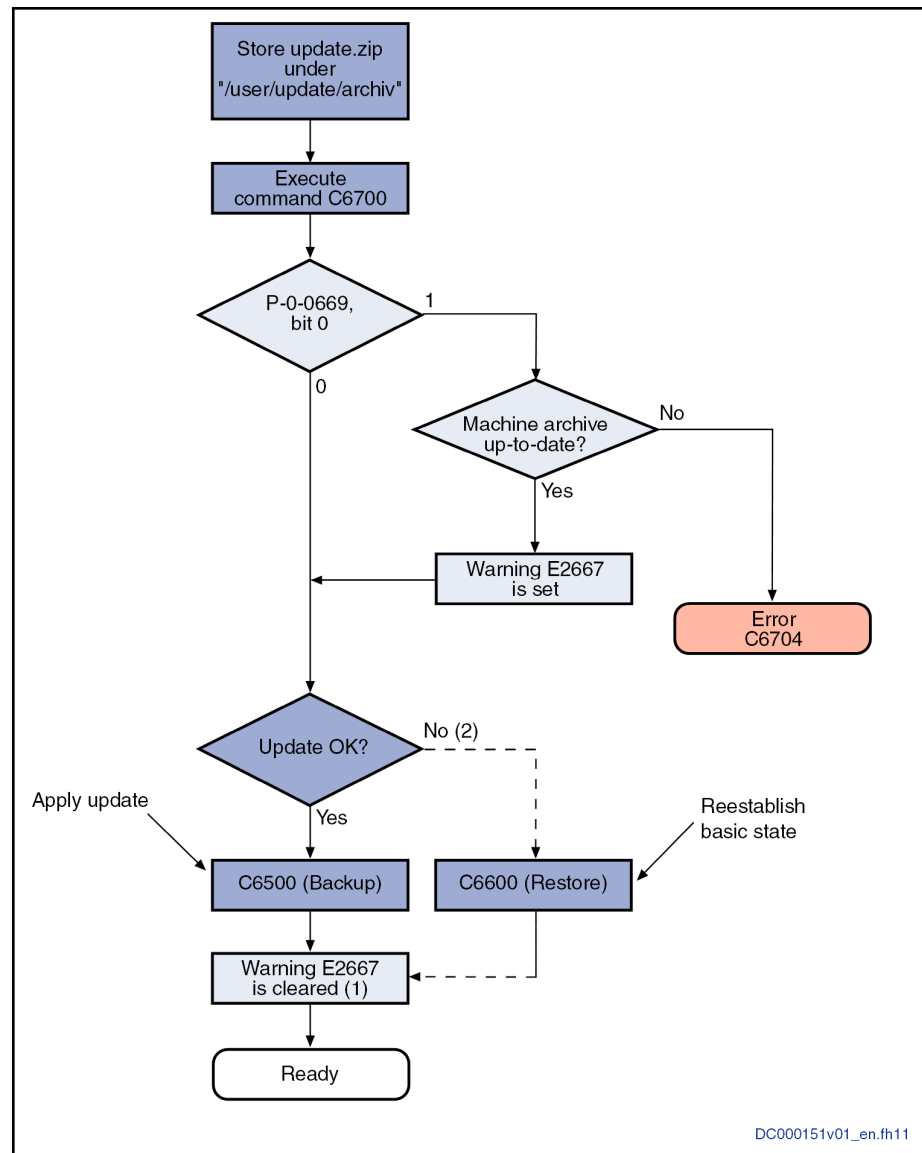 Store update.zip
under
"/user/update/archiv"
Execute
command C6700
P-0-0669,
bit 0
1
0
Machine archive
up-to-date?
No
Yes
Warning E2667
is set
Error
C6704
Update OK?
No (2)
Yes
Apply update
Reestablish
basic state
C6500 (Backup)
C6600 (Restore)
Warning E2667
is cleared (1)
Ready
DC000151v01_en.fh11